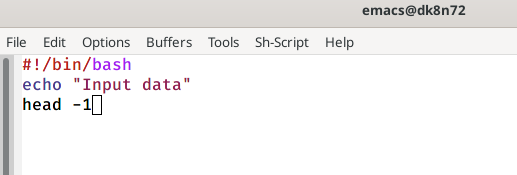 emacs@dk8n72
File Edit Options Buffers Tools Sh-Script Help
#!/bin/bash
echo "Input data"
head -1